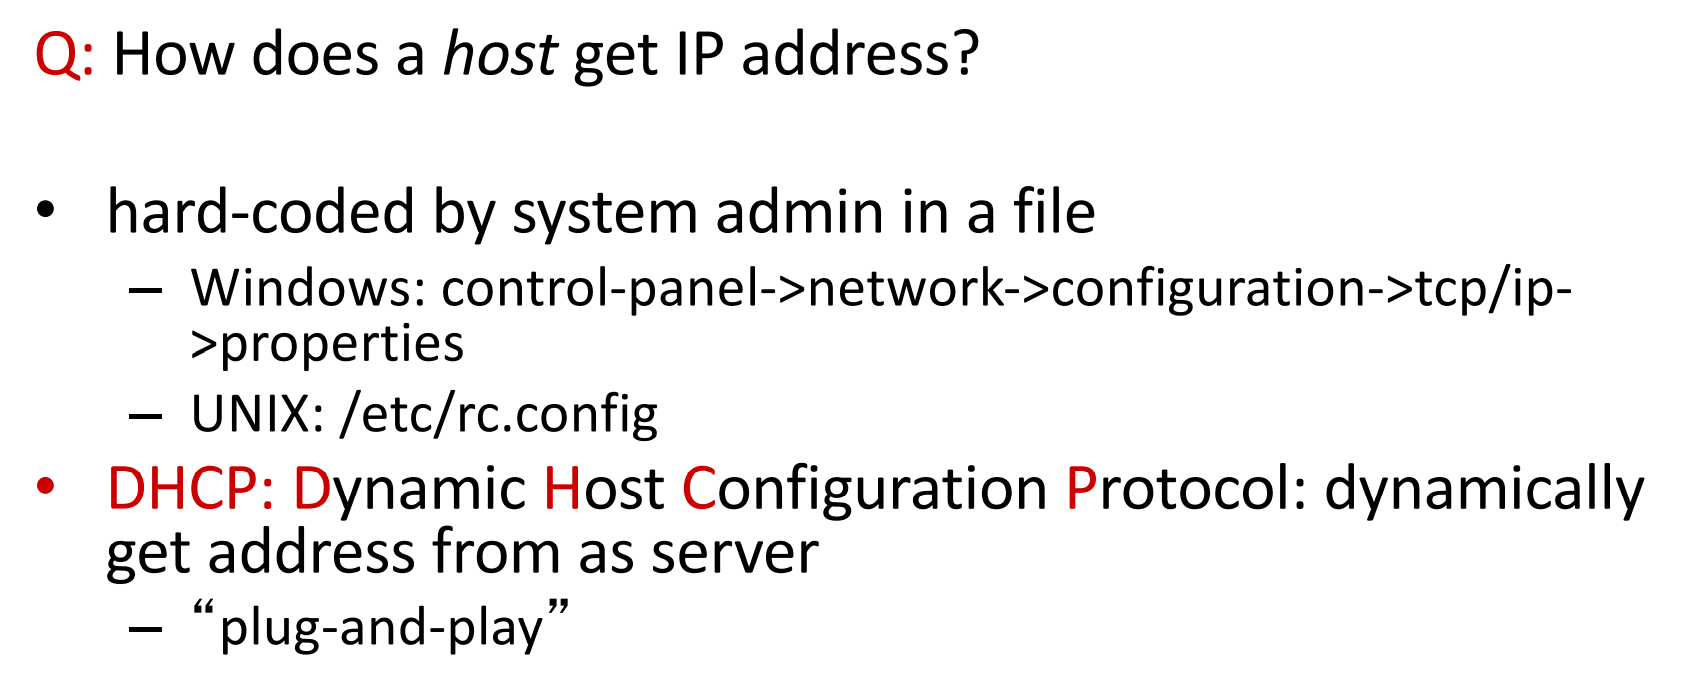 Q: How does a host get IP address?
• hard-coded by system admin in a file
– Windows: control-panel->network->configuration->tcp/ip-
>properties
– UNIX: /etc/rc.config
• DHCP: Dynamic Host Configuration Protocol: dynamically
get address from as server
– “plug-and-play”